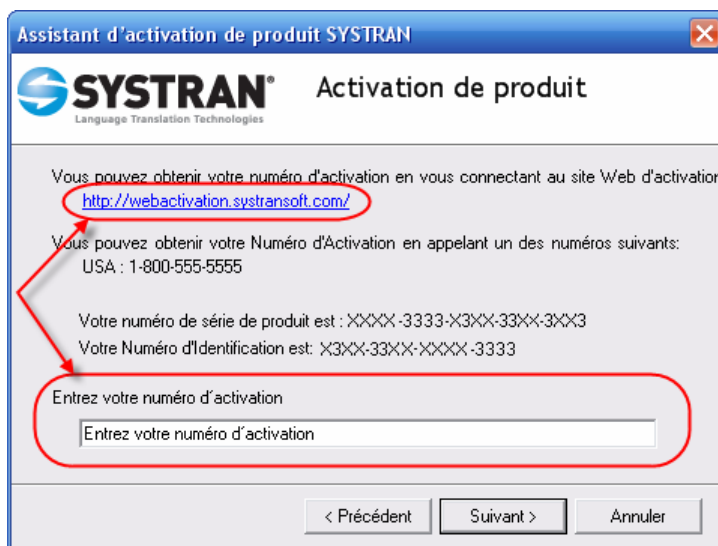 Assistant d'activation de produit SYSTRAN
SYSTRAN®
Language Translation Technologies
Activation de produit
Vous pouvez obtenir votre numéro d'activation en vous connectant au site Web d'activation
http://webactivation.systransoft.com/
Vous pouvez obtenir votre Numéro d'Activation en appelant un des numéros suivants:
USA : 1-800-555-5555
Votre numéro de série de produit est : XXXX-3333-X3XX-33XX-3XX3
Votre Numéro d'Identification est: X3XX-33XX-XXXX-3333
Entrez votre numéro d´activation
Entrez votre numéro d´activation
< Précédent
Suivant >
Annuler